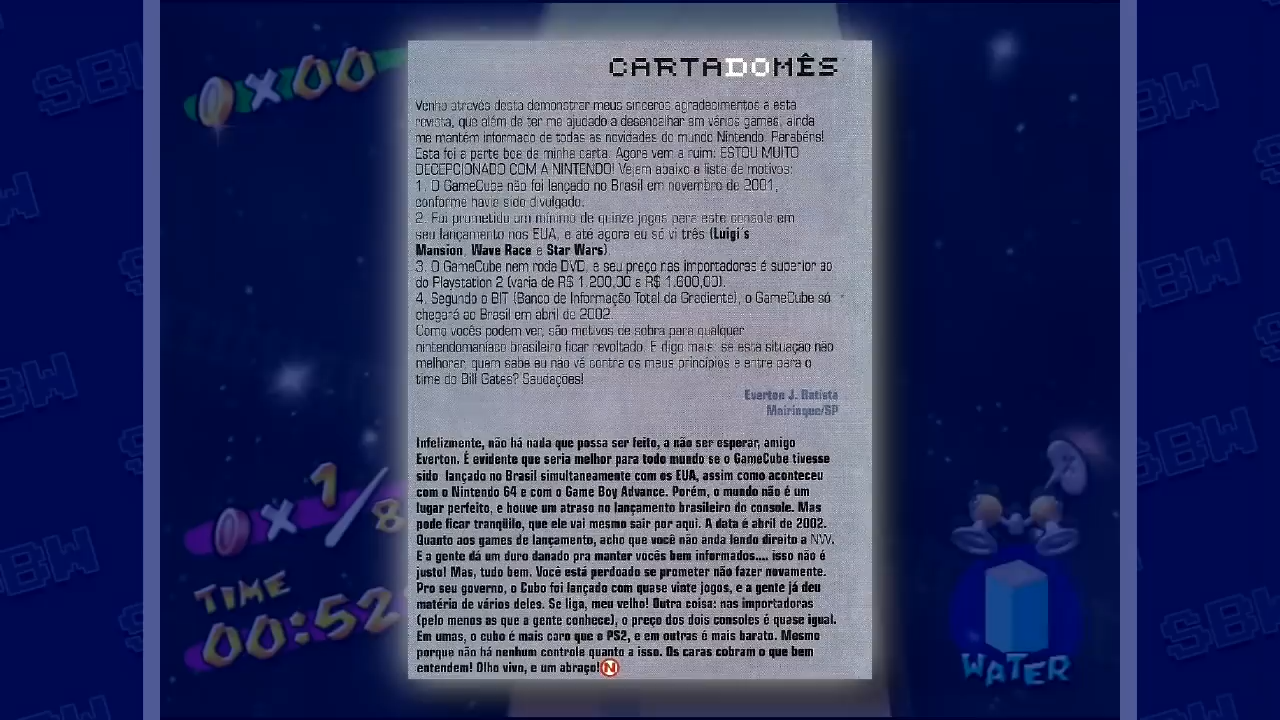 CARTADOMÊS
Venho através desta demonstrar meus sinceros agradecimentos a esta
revista, que além de ter me ajudado a desencalhar em vários games, ainda
me mantém informado de todas as novidades do mundo Nintendo. Parabéns!
Esta foi a parte boa da minha carta. Agora vem a ruim: ESTOU MUITO
DECEPCIONADO COM A NINTENDO! Vejam abaixo a lista de motivos:
1. O GameCube não foi lançado no Brasil em novembro de 2001,
conforme havia sido divulgado.
2. Foi prometido um mínimo de quinze jogos para este console em
seu lançamento nos EUA, e até agora eu só vi três (Luigi's
Mansion, Wave Race e Star Wars).
3. O GameCube nem roda DVD, e seu preço nas importadoras é superior ao
do Playstation 2 (varia de R$ 1.200,00 a R$ 1.600,00).
4. Segundo o BIT (Banco de Informação Total da Gradiente), o GameCube só
chegará ao Brasil em abril de 2002.
Como vocês podem ver, são motivos de sobra para qualquer
nintendomaníaco brasileiro ficar revoltado. E digo mais: se esta situação não
melhorar, quem sabe eu não vá contra os meus princípios e entre para o
time do Bill Gates? Saudações!
Everton J. Batista
Mairinque/SP
Infelizmente, não há nada que possa ser feito, a não ser esperar, amigo
Everton. É evidente que seria melhor para todo mundo se o GameCube tivesse
sido lançado no Brasil simultaneamente com os EUA, assim como aconteceu
com o Nintendo 64 e com o Game Boy Advance. Porém, o mundo não é um
lugar perfeito, e houve um atraso no lançamento brasileiro do console. Mas
pode ficar tranqüilo, que ele vai mesmo sair por aqui. A data é abril de 2002.
Quanto aos games de lançamento, acho que você não anda lendo direito a NW.
E a gente dá um duro danado pra manter vocês bem informados.... isso não é
justo! Mas, tudo bem. Você está perdoado se prometer não fazer novamente.
Pro seu governo, o Cubo foi lançado com quase vinte jogos, e a gente já deu
matéria de vários deles. Se liga, meu velho! Outra coisa: nas importadoras
(pelo menos as que a gente conhece), o preço dos dois consoles é quase igual.
Em umas, o cubo é mais caro que o PS2, e em outras é mais barato. Mesmo
porque não há nenhum controle quanto a isso. Os caras cobram o que bem
entendem! Olho vivo, e um abraço! N
0x00
0x1/8
TIME
00:52
WATER
SBW
SBW
SBW
SBW
SBW
SBW